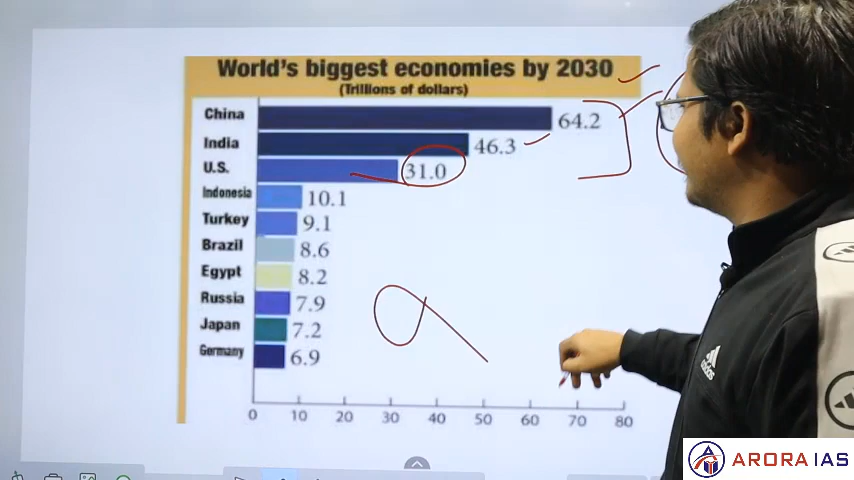 World's biggest economies by 2030
(Trillions of dollars)
China 64.2
India 46.3
U.S. 31.0
Indonesia 10.1
Turkey 9.1
Brazil 8.6
Egypt 8.2
Russia 7.9
Japan 7.2
Germany 6.9
0 10 20 30 40 50 60 70 80
adidas
ARORA IAS